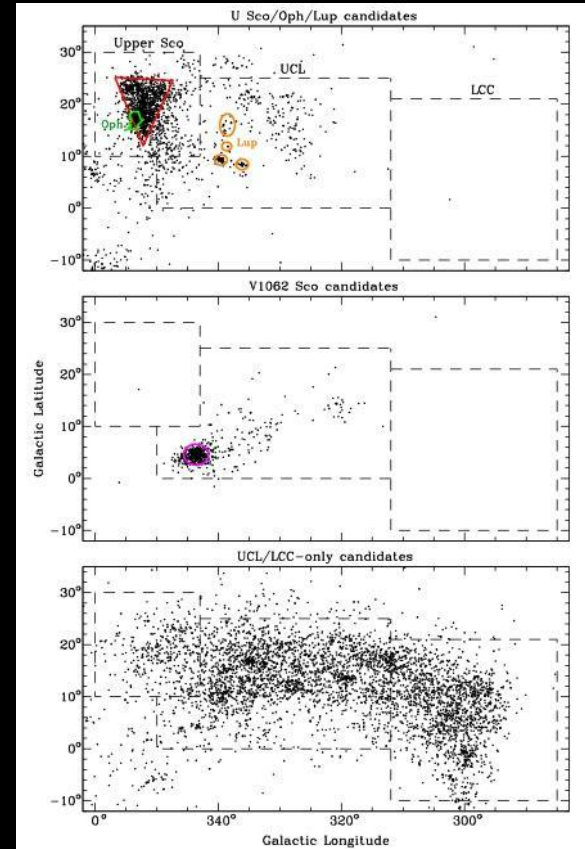 U Sco/Oph/Lup candidates
30°
Upper Sco
UCL
LCC
20°
Oph
Lup
10°
0°
−10°
V1062 Sco candidates
30°
20°
10°
0°
−10°
Galactic Latitude
UCL/LCC−only candidates
30°
20°
10°
0°
−10°
0° 340° 320° 300°
Galactic Longitude